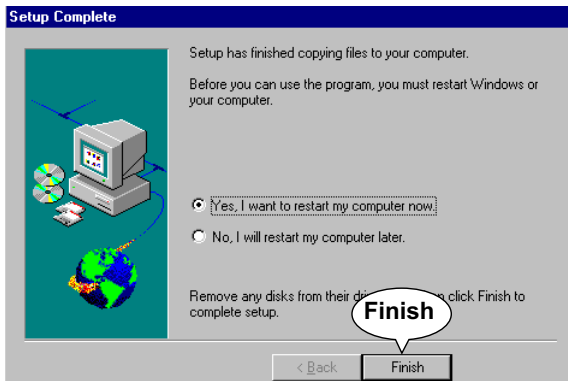 Setup Complete
Setup has finished copying files to your computer.
Before you can use the program, you must restart Windows or
your computer.
Yes, I want to restart my computer now.
No, I will restart my computer later.
Remove any disks from their click Finish to
complete setup.
Finish
< Back
Finish